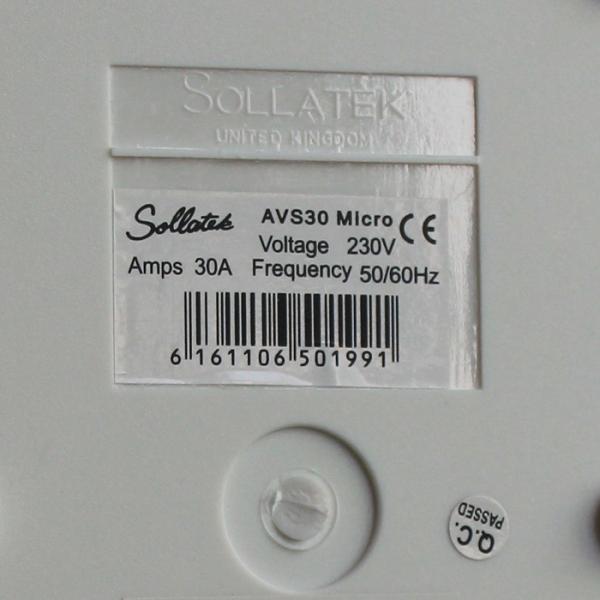 SOLLATEK
UNITED KINGDOM
Sollatek AVS30 Micro CE
Voltage 230V
Amps 30A Frequency 50/60Hz
6 161106 501991
Q.C.
PASSED